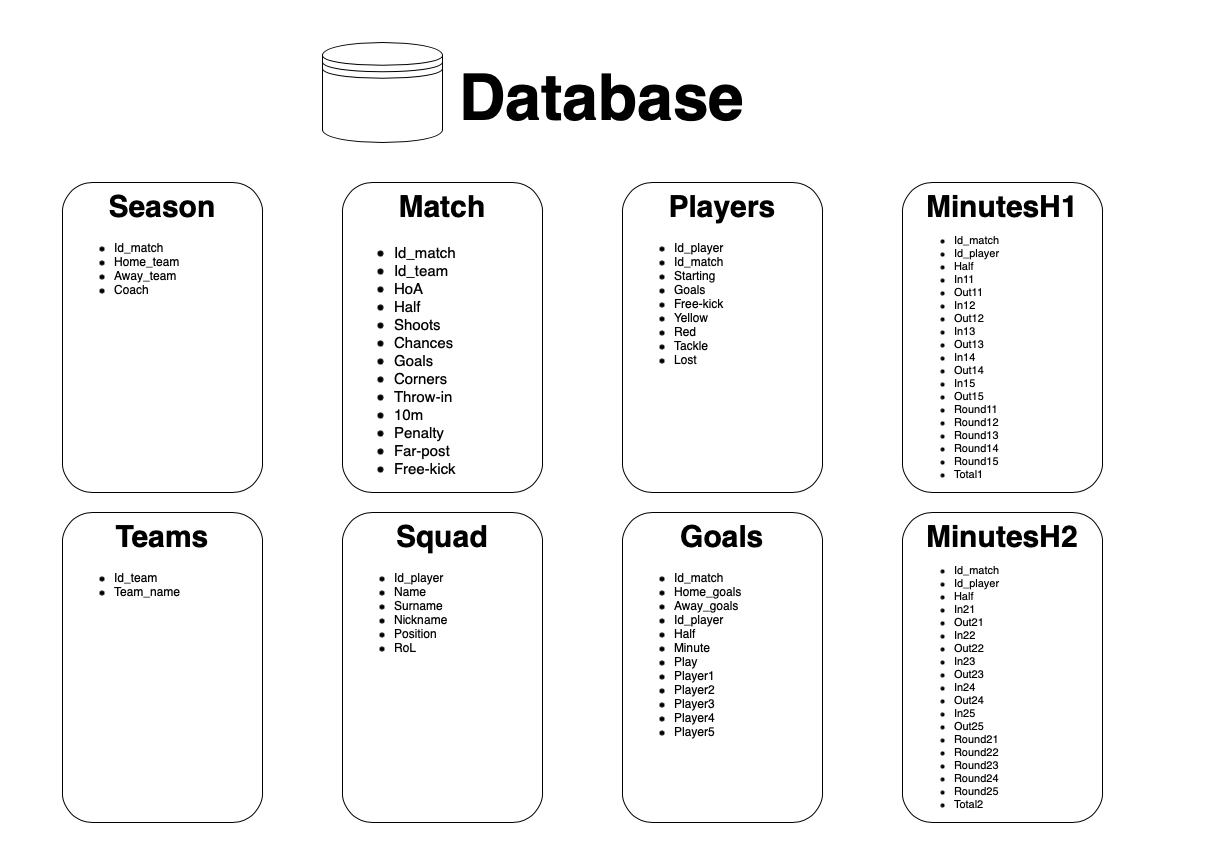 Database
Season
Id_match
Home_team
Away_team
Coach
Match
Id_match
Id_team
HoA
Half
Shoots
Chances
Goals
Corners
Throw-in
10m
Penalty
Far-post
Free-kick
Players
Id_player
Id_match
Starting
Goals
Free-kick
Yellow
Red
Tackle
Lost
MinutesH1
Id_match
Id_player
Half
In11
Out11
In12
Out12
In13
Out13
In14
Out14
In15
Out15
Round11
Round12
Round13
Round14
Round15
Total1
Teams
Id_team
Team_name
Squad
Id_player
Name
Surname
Nickname
Position
RoL
Goals
Id_match
Home_goals
Away_goals
Id_player
Half
Minute
Play
Player1
Player2
Player3
Player4
Player5
MinutesH2
Id_match
Id_player
Half
In21
Out21
In22
Out22
In23
Out23
In24
Out24
In25
Out25
Round21
Round22
Round23
Round24
Round25
Total2